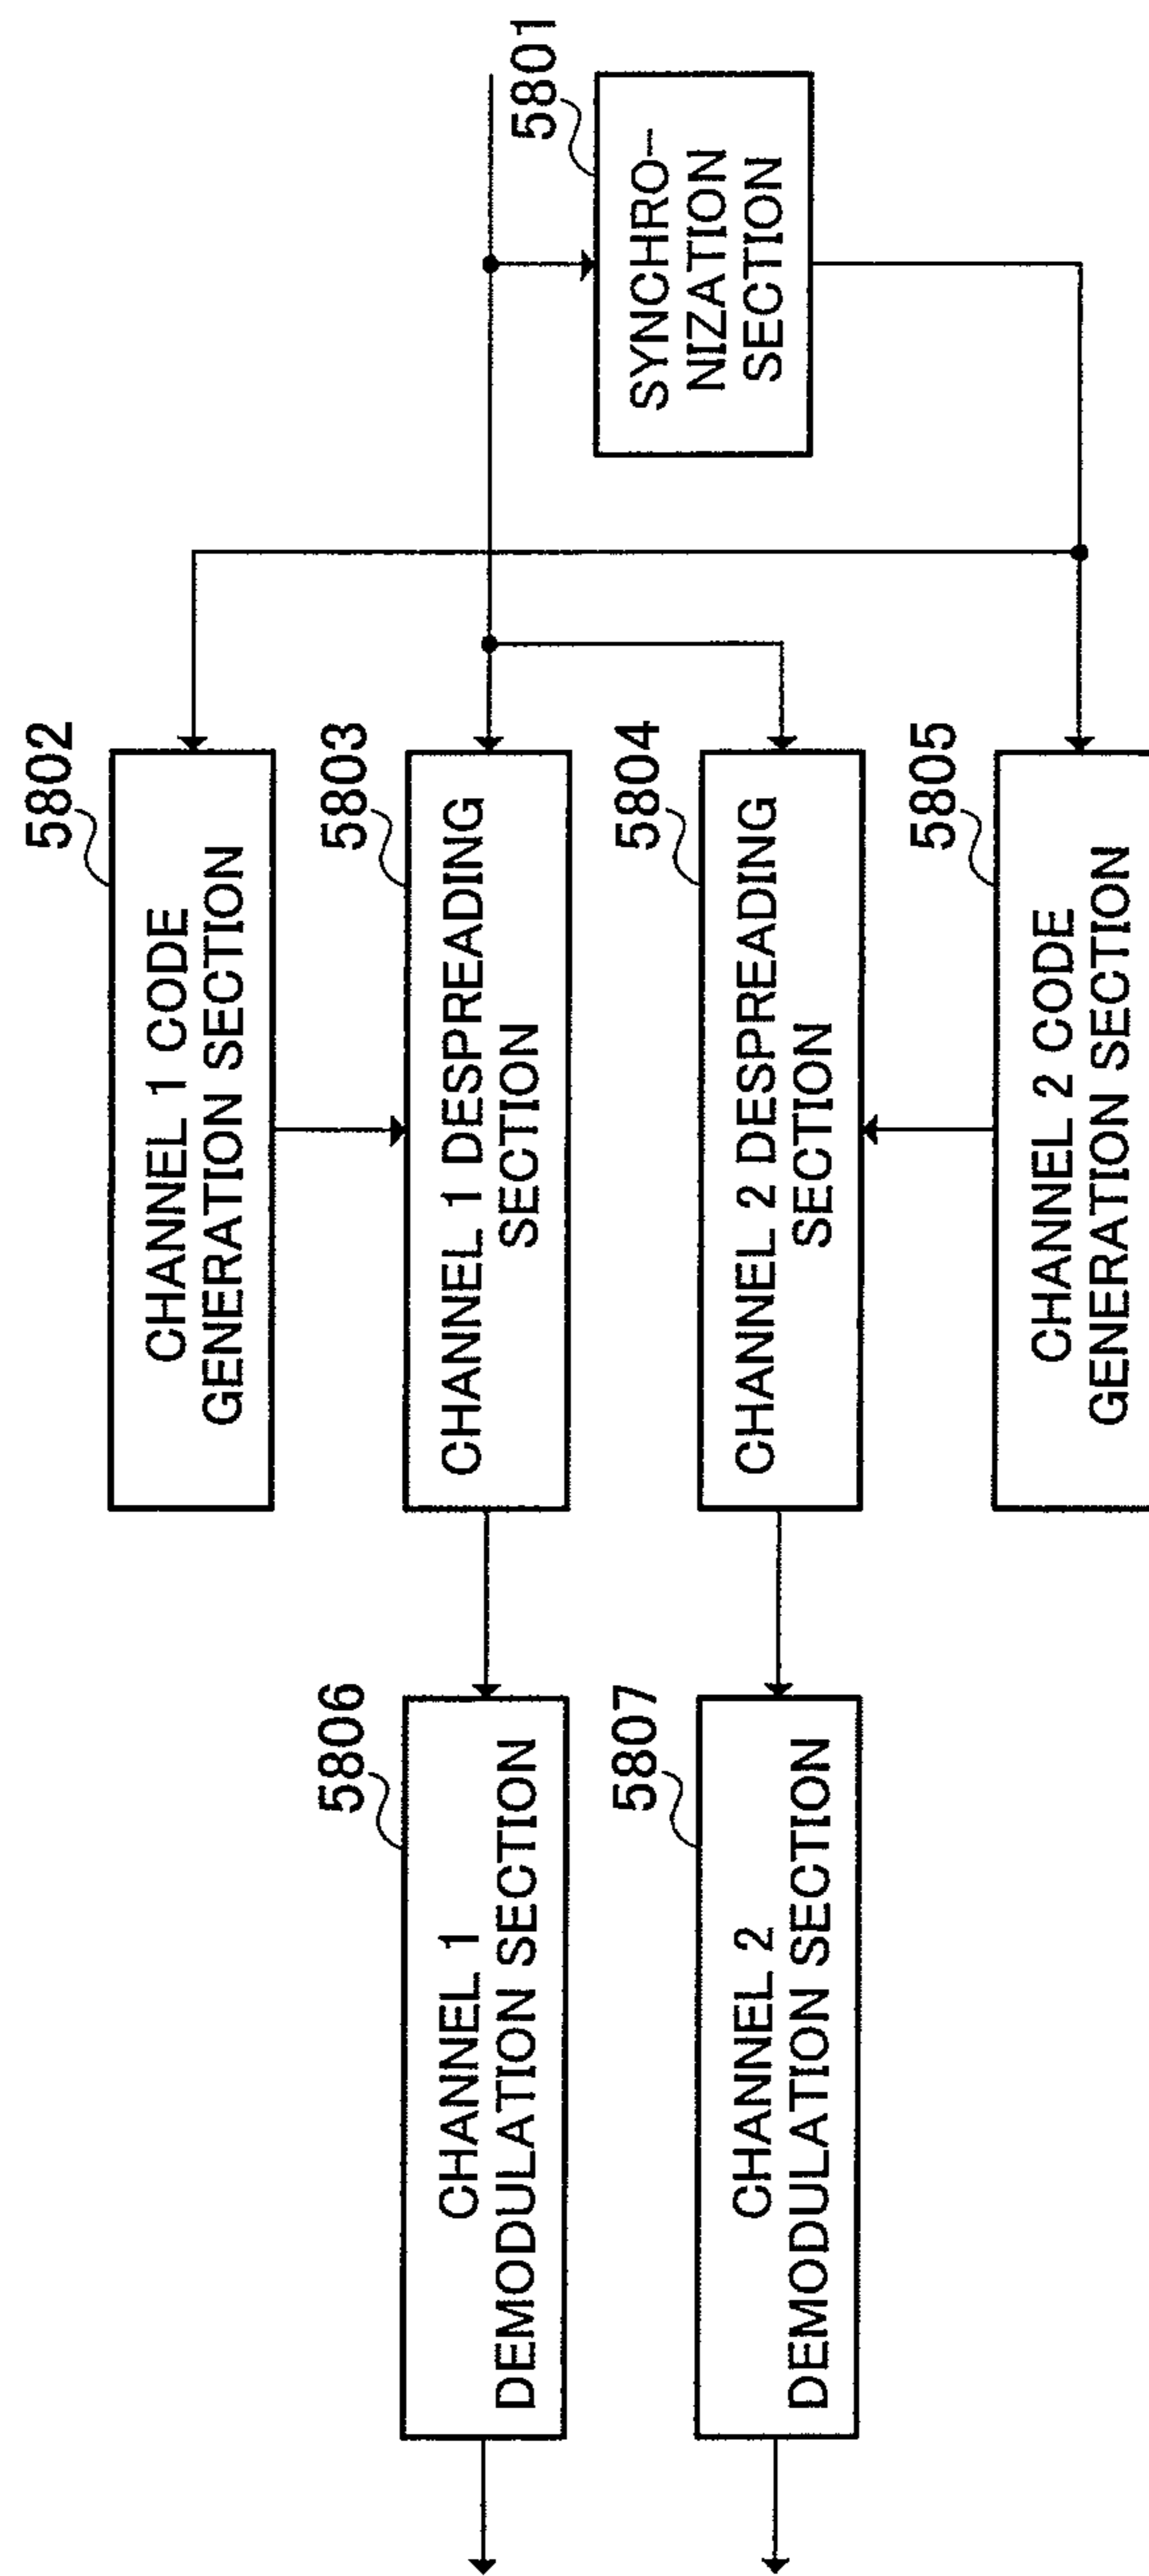 5801
SYNCHRO-
NIZATION
SECTION
5802
CHANNEL 1 CODE
GENERATION SECTION
5803
CHANNEL 1 DESPREADING
SECTION
5804
CHANNEL 2 DESPREADING
SECTION
5805
CHANNEL 2 CODE
GENERATION SECTION
5806
CHANNEL 1
DEMODULATION SECTION
5807
CHANNEL 2
DEMODULATION SECTION